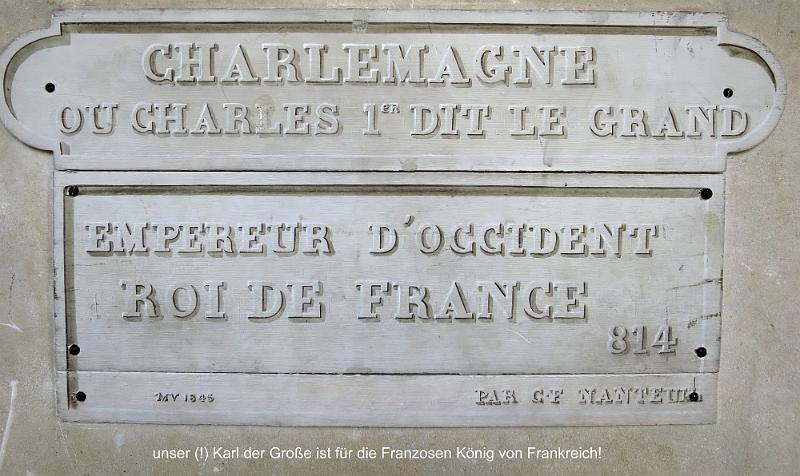 CHARLEMAGNE
OU CHARLES 1ER DIT LE GRAND
EMPEREUR D'OCCIDENT
ROI DE FRANCE
814
MV 1845 PAR C·F NANTEUIL
unser (!) Karl der Große ist für die Franzosen König von Frankreich!